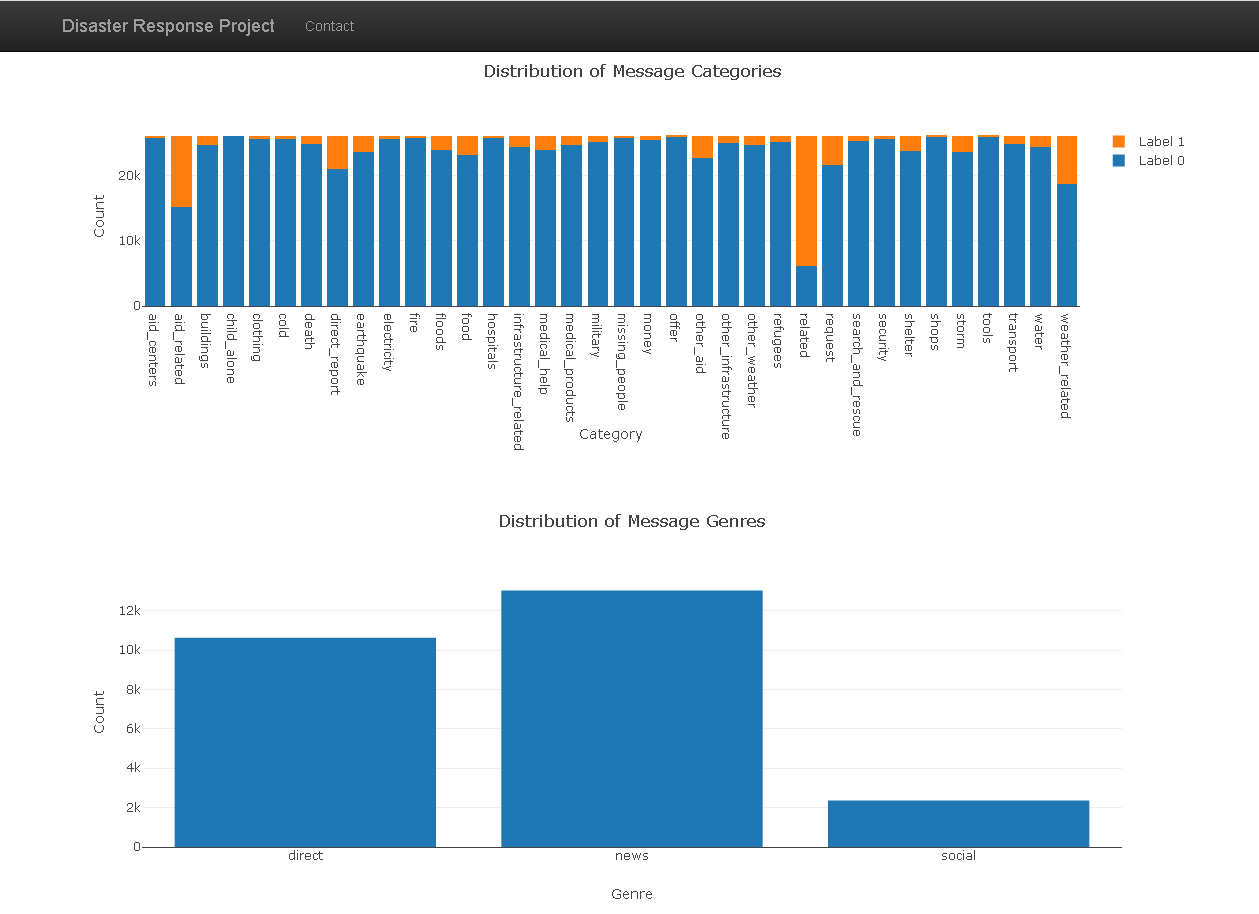 Disaster Response Project Contact
Distribution of Message Categories
Label 1
Label 0
Count
20k
10k
0
aid_centers
aid_related
buildings
child_alone
clothing
cold
death
direct_report
earthquake
electricity
fire
floods
food
hospitals
infrastructure_related
medical_help
medical_products
military
missing_people
money
offer
other_aid
other_infrastructure
other_weather
refugees
related
request
search_and_rescue
security
shelter
shops
storm
tools
transport
water
weather_related
Category
Distribution of Message Genres
Count
12k
10k
8k
6k
4k
2k
0
direct
news
social
Genre